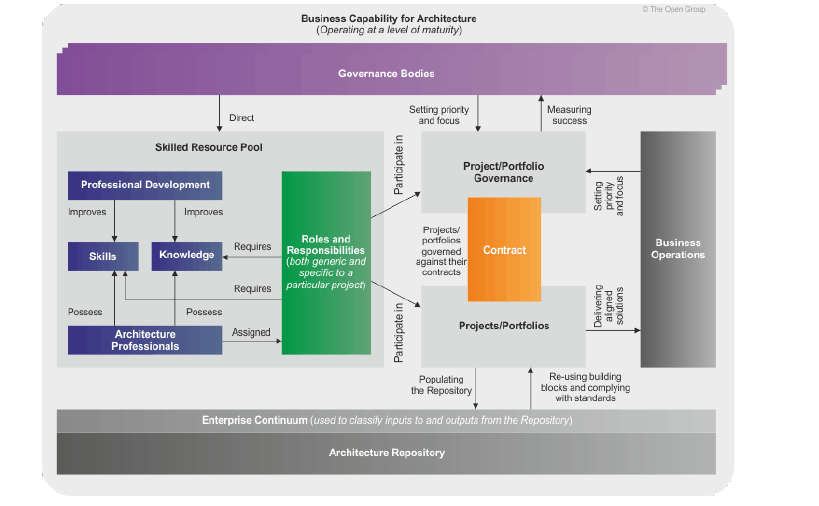 © The Open Group
Business Capability for Architecture
(Operating at a level of maturity)
Governance Bodies
Direct
Setting priority
and focus
Measuring
success
Skilled Resource Pool
Professional Development
Improves
Improves
Skills
Knowledge
Possess
Possess
Architecture
Professionals
Requires
Requires
Assigned
Roles and
Responsibilities
(both generic and
specific to a
particular project)
Participate in
Participate in
Project/Portfolio
Governance
Projects/
portfolios
governed
against their
contracts
Contract
Projects/Portfolios
Setting
priority
and focus
Delivering
aligned
solutions
Business
Operations
Populating
the Repository
Re-using building
blocks and complying
with standards
Enterprise Continuum (used to classify inputs to and outputs from the Repository)
Architecture Repository